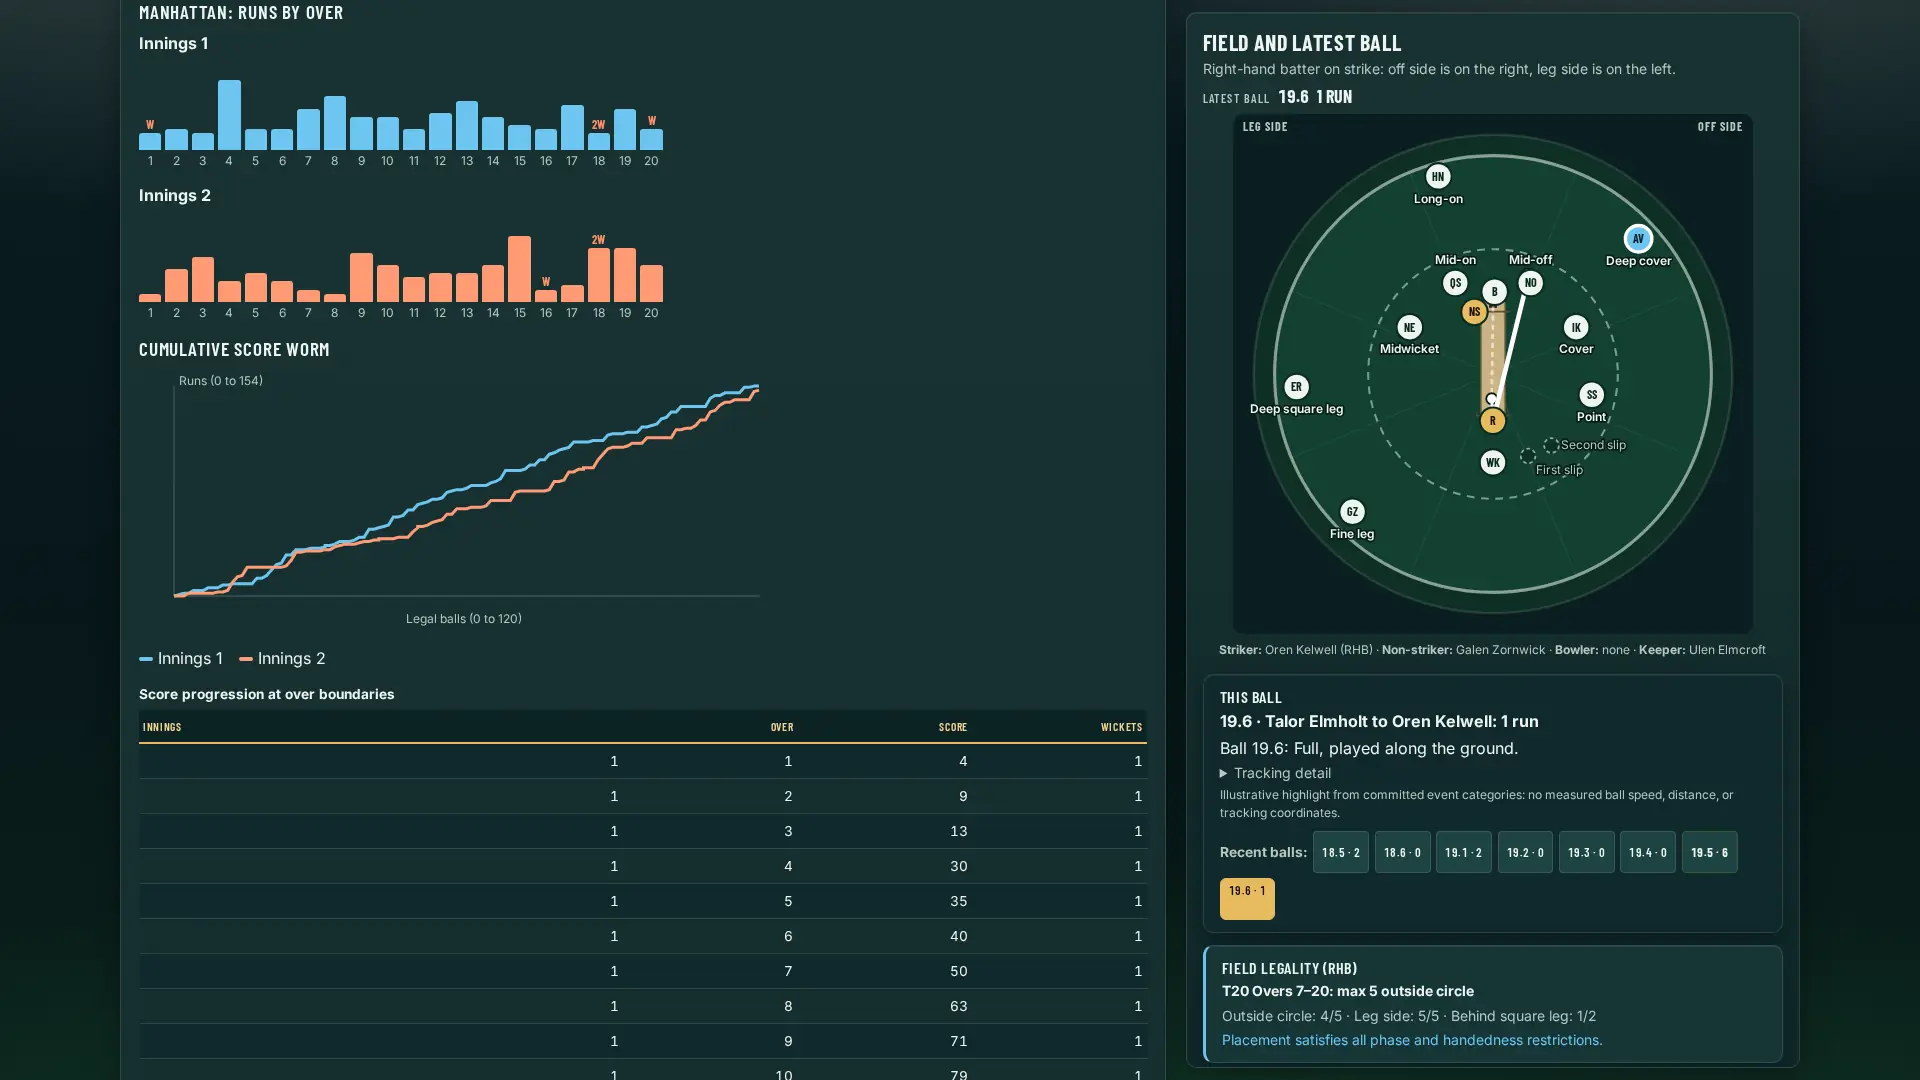 MANHATTAN: RUNS BY OVER
Innings 1
W 2W W
1 2 3 4 5 6 7 8 9 10 11 12 13 14 15 16 17 18 19 20
Innings 2
W 2W
1 2 3 4 5 6 7 8 9 10 11 12 13 14 15 16 17 18 19 20
CUMULATIVE SCORE WORM
Runs (0 to 154)
Legal balls (0 to 120)
Innings 1 Innings 2
Score progression at over boundaries
INNINGS OVER SCORE WICKETS
1 1 4 1
1 2 9 1
1 3 13 1
1 4 30 1
1 5 35 1
1 6 40 1
1 7 50 1
1 8 63 1
1 9 71 1
1 10 79 1
FIELD AND LATEST BALL
Right-hand batter on strike: off side is on the right, leg side is on the left.
LATEST BALL 19.6 1 RUN
LEG SIDE OFF SIDE
HN
Long-on
AV
Deep cover
Mid-on Mid-off
QS B NO
NS
NE IK
Midwicket Cover
ER SS
Deep square leg Point
R
Second slip
WK First slip
GZ
Fine leg
Striker: Oren Kelwell (RHB) · Non-striker: Galen Zornwick · Bowler: none · Keeper: Ulen Elmcroft
THIS BALL
19.6 · Talor Elmholt to Oren Kelwell: 1 run
Ball 19.6: Full, played along the ground.
Tracking detail
Illustrative highlight from committed event categories: no measured ball speed, distance, or
tracking coordinates.
Recent balls: 18.5 · 2 18.6 · 0 19.1 · 2 19.2 · 0 19.3 · 0 19.4 · 0 19.5 · 6
19.6 · 1
FIELD LEGALITY (RHB)
T20 Overs 7–20: max 5 outside circle
Outside circle: 4/5 · Leg side: 5/5 · Behind square leg: 1/2
Placement satisfies all phase and handedness restrictions.